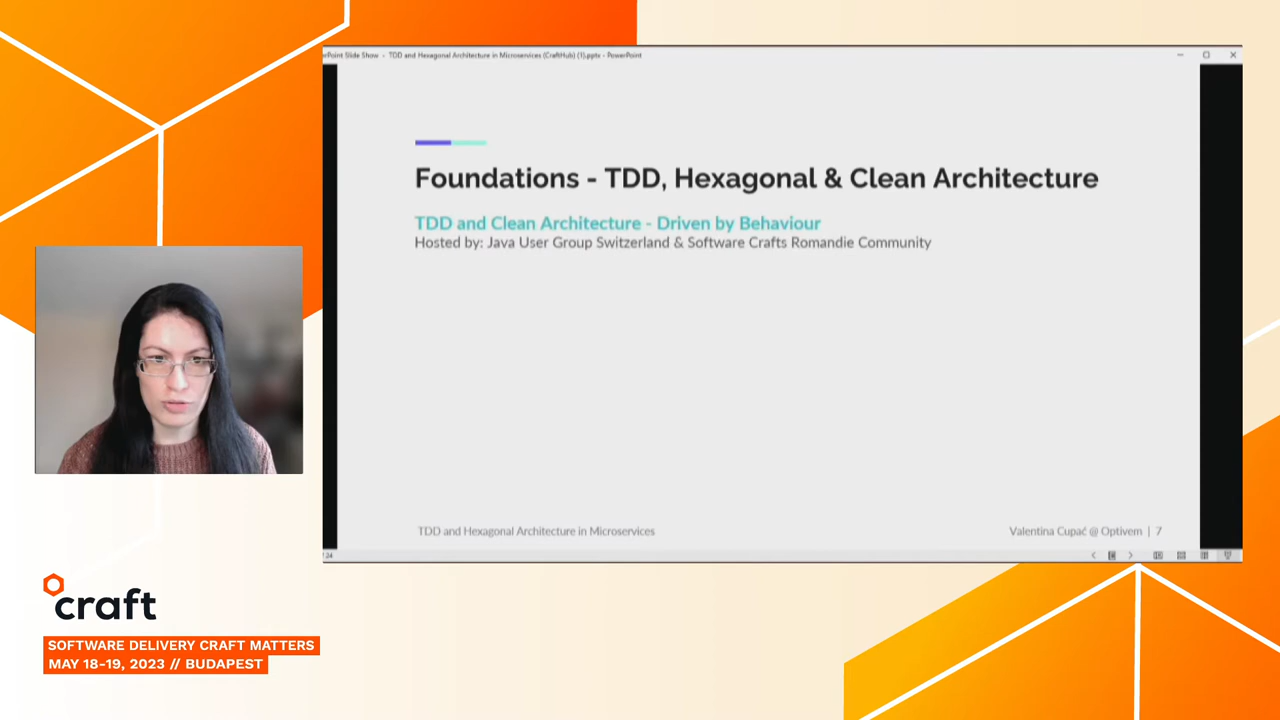 PowerPoint Slide Show - TDD and Hexagonal Architecture in Microservices (CraftHub) (1).pptx - PowerPoint
Foundations - TDD, Hexagonal & Clean Architecture
TDD and Clean Architecture - Driven by Behaviour
Hosted by: Java User Group Switzerland & Software Crafts Romandie Community
TDD and Hexagonal Architecture in Microservices
Valentina Cupać @ Optivem | 7
craft
SOFTWARE DELIVERY CRAFT MATTERS
MAY 18-19, 2023 // BUDAPEST